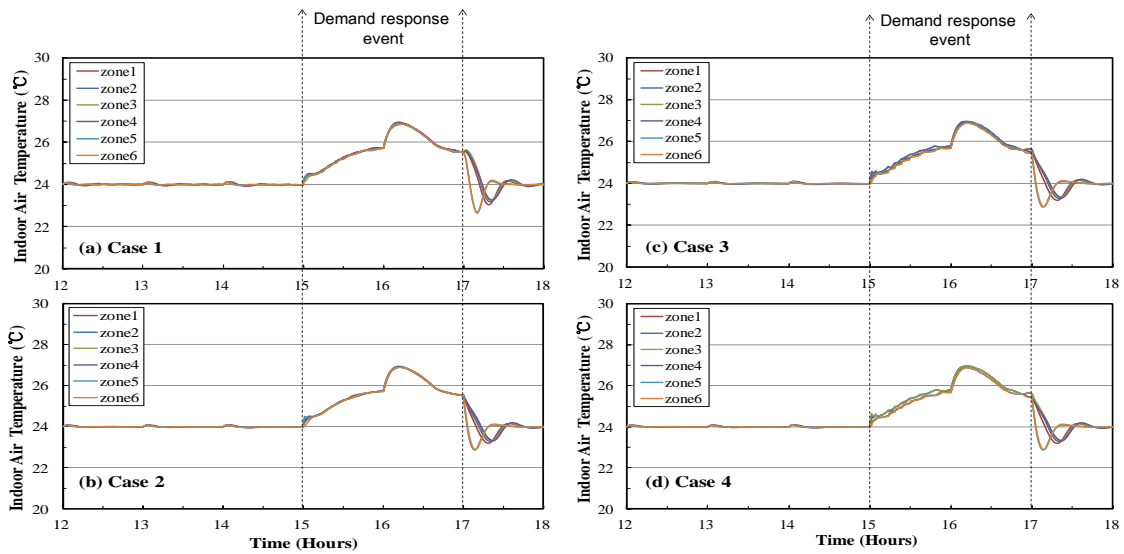 Demand response
event
Demand response
event
Indoor Air Temperature (℃)
30
28
26
24
22
20
zone1
zone2
zone3
zone4
zone5
zone6
(a) Case 1
12 13 14 15 16 17 18
Indoor Air Temperature (℃)
30
28
26
24
22
20
zone1
zone2
zone3
zone4
zone5
zone6
(c) Case 3
12 13 14 15 16 17 18
Indoor Air Temperature (℃)
30
28
26
24
22
20
zone1
zone2
zone3
zone4
zone5
zone6
(b) Case 2
12 13 14 15 16 17 18
Time (Hours)
Indoor Air Temperature (℃)
30
28
26
24
22
20
zone1
zone2
zone3
zone4
zone5
zone6
(d) Case 4
12 13 14 15 16 17 18
Time (Hours)